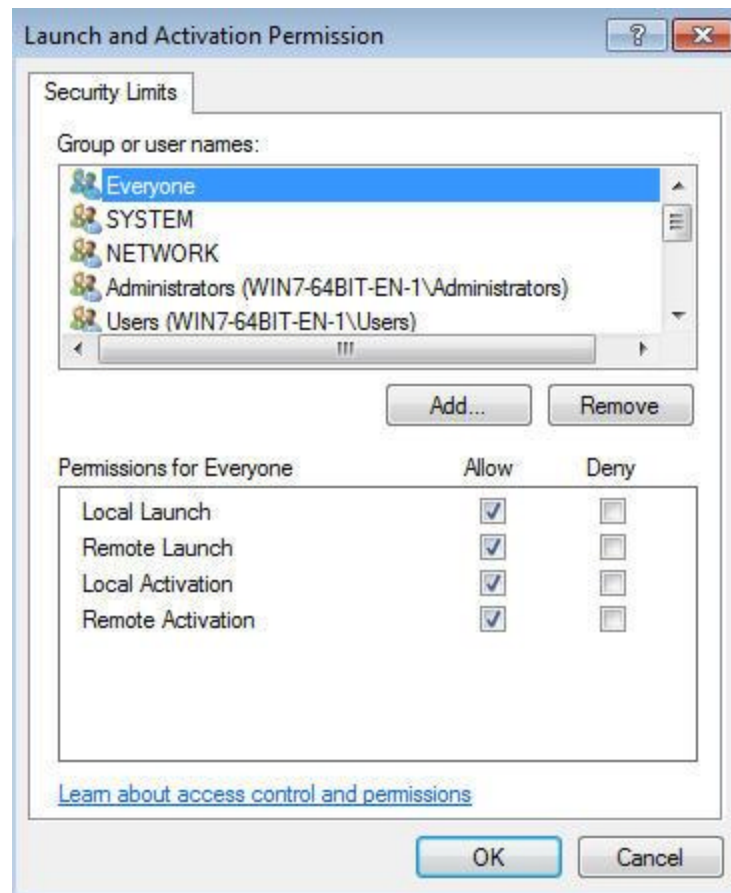 Launch and Activation Permission
Security Limits
Group or user names:
Everyone
SYSTEM
NETWORK
Administrators (WIN7-64BIT-EN-1\Administrators)
Users (WIN7-64BIT-EN-1\Users)
Add... Remove
Permissions for Everyone Allow Deny
Local Launch
Remote Launch
Local Activation
Remote Activation
Learn about access control and permissions
OK Cancel